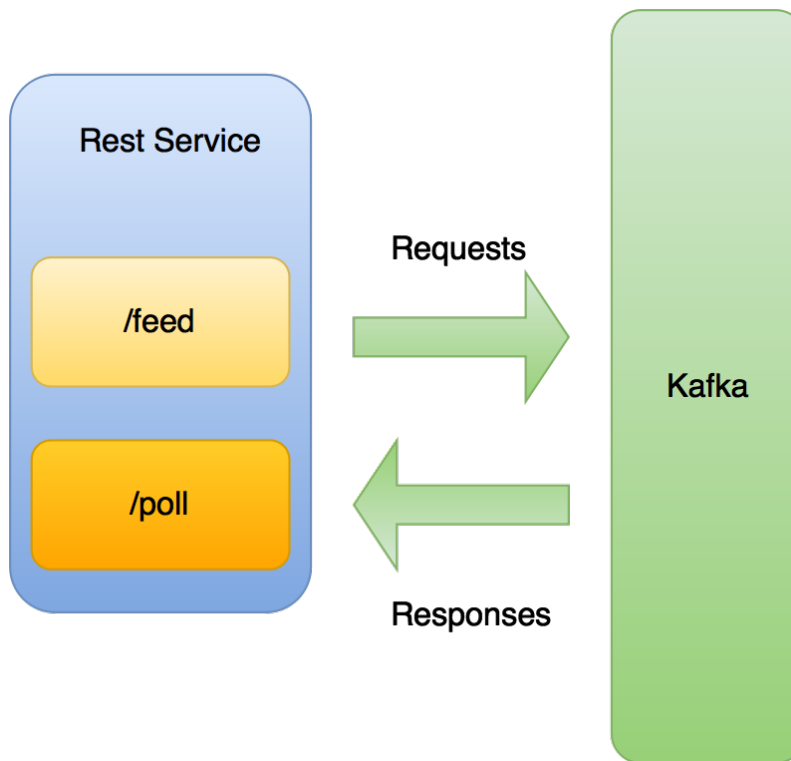 Rest Service
/feed
/poll
Requests
Responses
Kafka